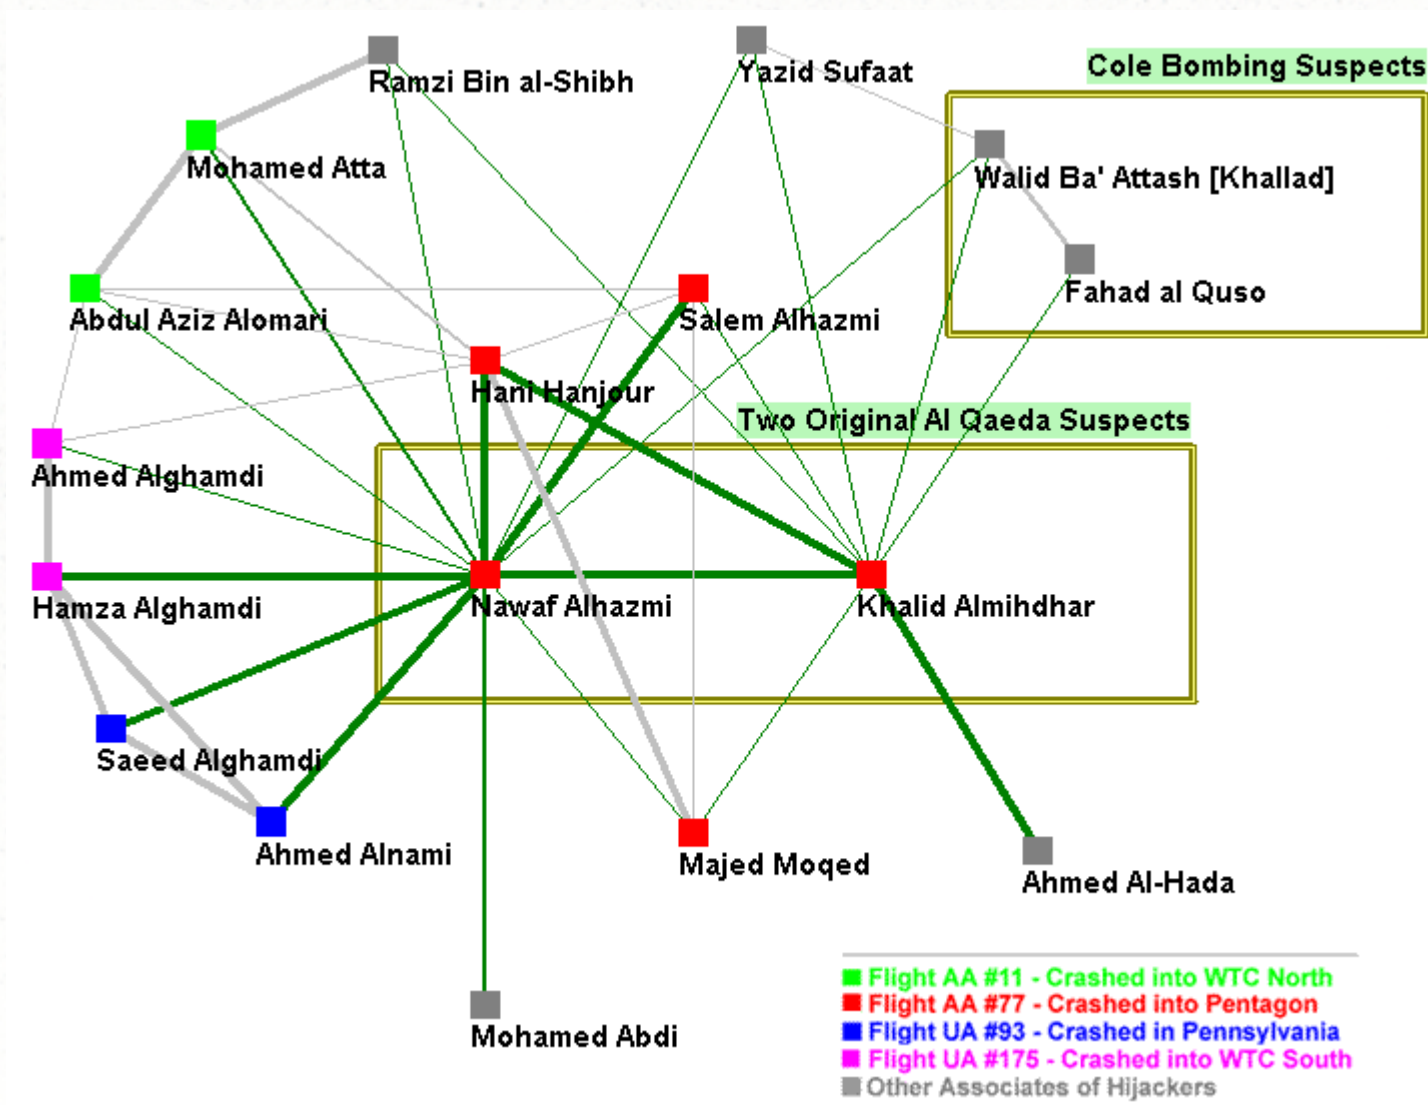 Ramzi Bin al-Shibh
Yazid Sufaat
Cole Bombing Suspects
Mohamed Atta
Walid Ba' Attash [Khallad]
Fahad al Quso
Abdul Aziz Alomari
Salem Alhazmi
Hani Hanjour
Two Original Al Qaeda Suspects
Ahmed Alghamdi
Hamza Alghamdi
Nawaf Alhazmi
Khalid Almihdhar
Saeed Alghamdi
Ahmed Alnami
Majed Moqed
Ahmed Al-Hada
Mohamed Abdi
Flight AA #11 - Crashed into WTC North
Flight AA #77 - Crashed into Pentagon
Flight UA #93 - Crashed in Pennsylvania
Flight UA #175 - Crashed into WTC South
Other Associates of Hijackers